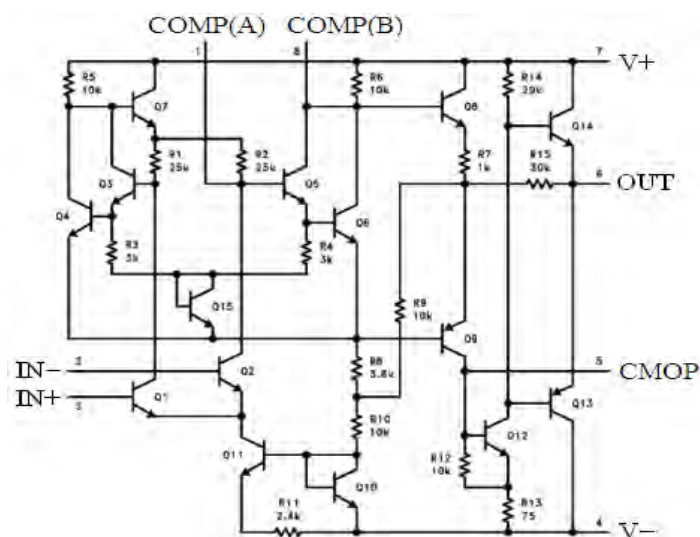 COMP(A) COMP(B)
1 8
7 V+
R5
10k
Q7
R6
10k
Q8
R14
20k
Q14
R1
25k
R2
25k
R7
1k
R15
30k
6 OUT
Q3
Q5
Q4
Q6
R3
3k
R4
3k
Q15
R9
10k
Q9
IN- 2
Q2
R8
3.6k
5 CMOP
IN+ 3
Q1
Q13
R10
10k
Q12
Q11
R12
10k
Q10
R11
2.4k
R13
75
4 V-